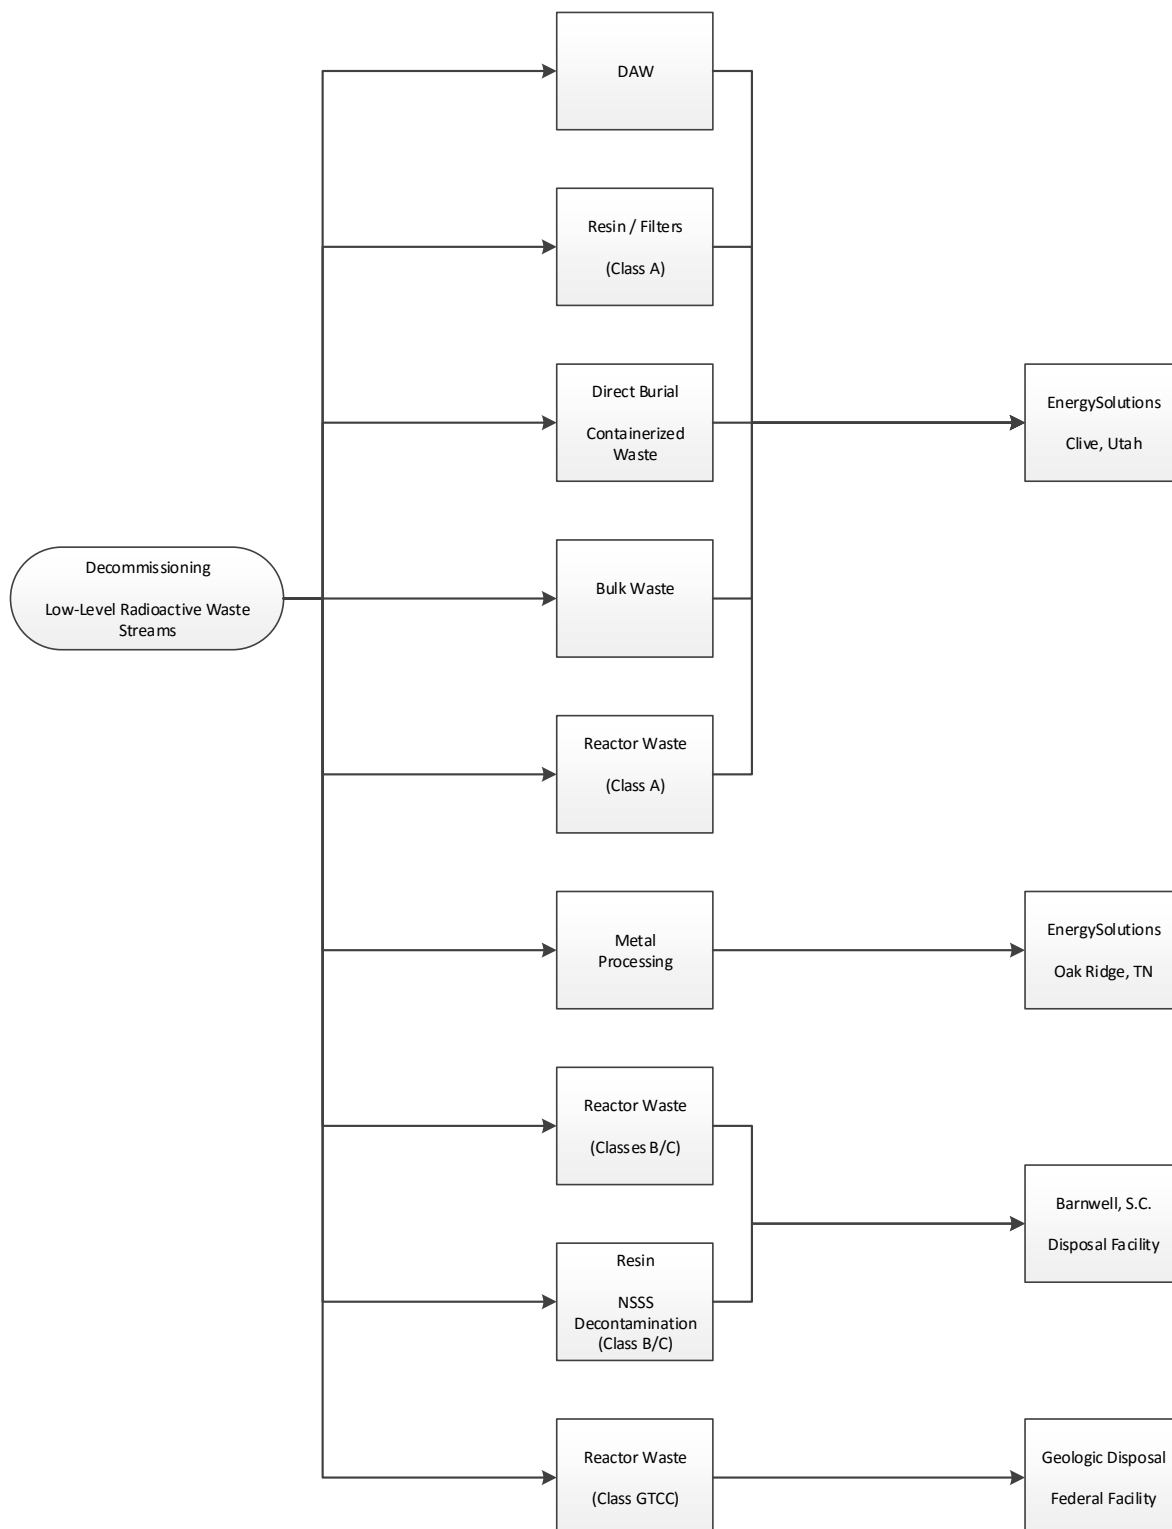 DAW
Resin / Filters
(Class A)
Direct Burial
Containerized
Waste
EnergySolutions
Clive, Utah
Decommissioning
Low-Level Radioactive Waste
Streams
Bulk Waste
Reactor Waste
(Class A)
Metal
Processing
EnergySolutions
Oak Ridge, TN
Reactor Waste
(Classes B/C)
Barnwell, S.C.
Disposal Facility
Resin
NSSS
Decontamination
(Class B/C)
Reactor Waste
(Class GTCC)
Geologic Disposal
Federal Facility